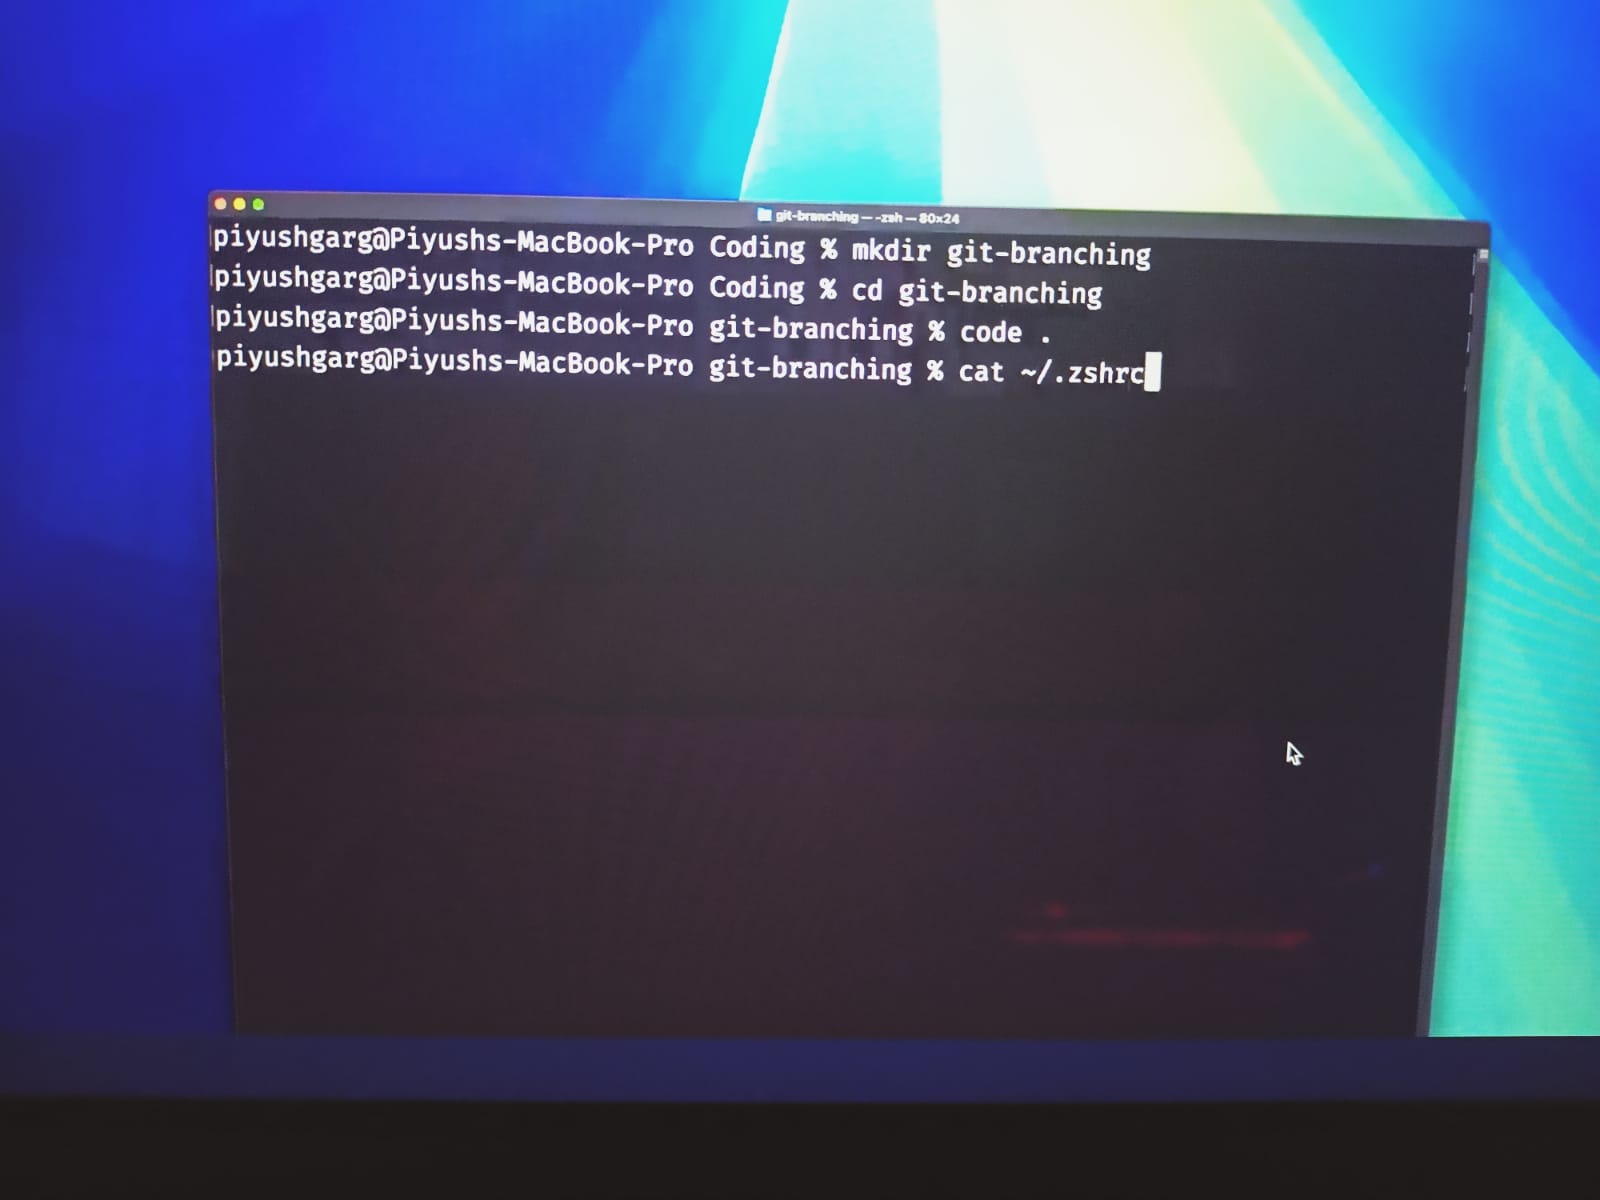 git-branching — -zsh — 80×24
piyushgarg@Piyushs-MacBook-Pro Coding % mkdir git-branching
piyushgarg@Piyushs-MacBook-Pro Coding % cd git-branching
piyushgarg@Piyushs-MacBook-Pro git-branching % code .
piyushgarg@Piyushs-MacBook-Pro git-branching % cat ~/.zshrc